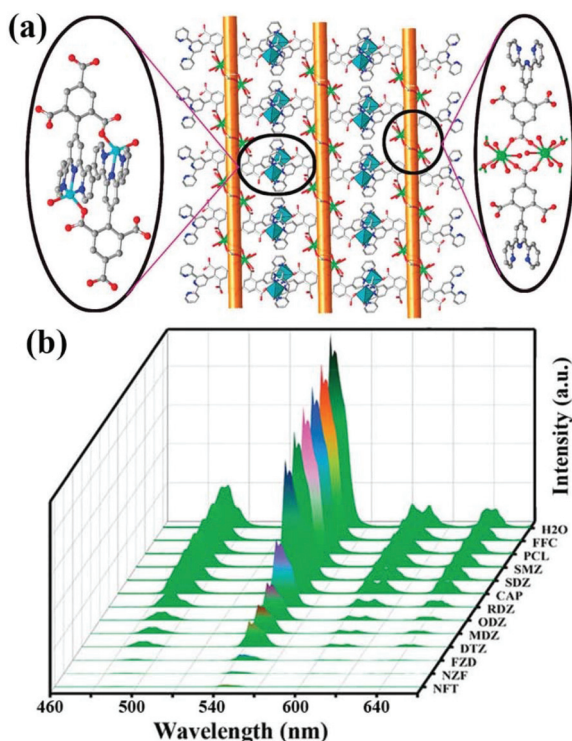 (a)
(b)
Intensity (a.u.)
H2O
FFC
PCL
SMZ
SDZ
CAP
RDZ
ODZ
MDZ
DTZ
FZD
NZF
NFT
460 500 540 560 600 640
Wavelength (nm)